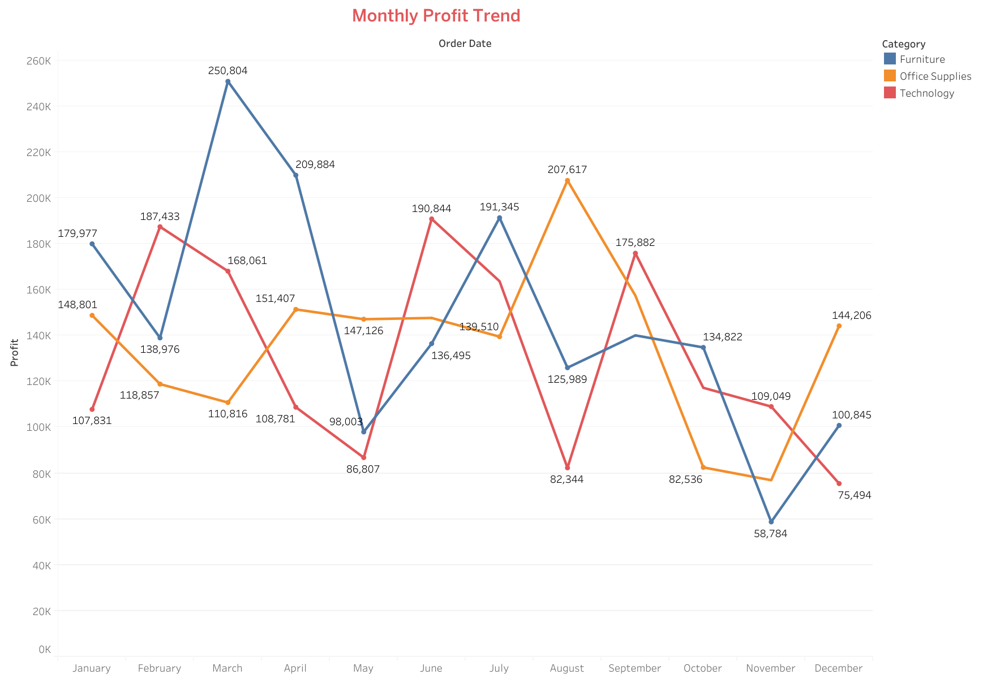 Monthly Profit Trend
Order Date
Category
Furniture
Office Supplies
Technology
Profit
260K
240K
220K
200K
180K
160K
140K
120K
100K
80K
60K
40K
20K
0K
250,804
209,884
207,617
190,844
191,345
187,433
179,977
175,882
168,061
151,407
148,801
144,206
139,510
147,126
134,822
138,976
136,495
125,989
118,857
109,049
110,816
100,845
108,781
98,003
107,831
86,807
82,344
82,536
75,494
58,784
January
February
March
April
May
June
July
August
September
October
November
December